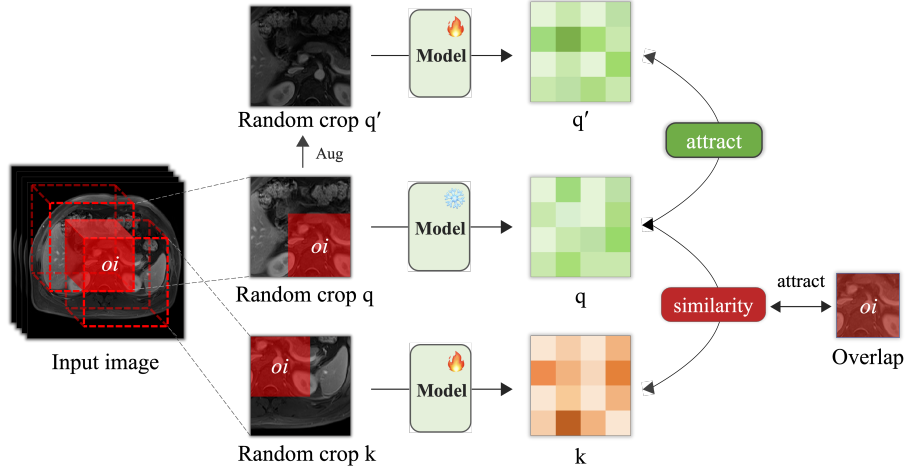 Random crop q′
Model
q′
attract
Aug
oi
Input image
oi
Random crop q
Model
q
similarity
attract
oi
Overlap
oi
Random crop k
Model
k